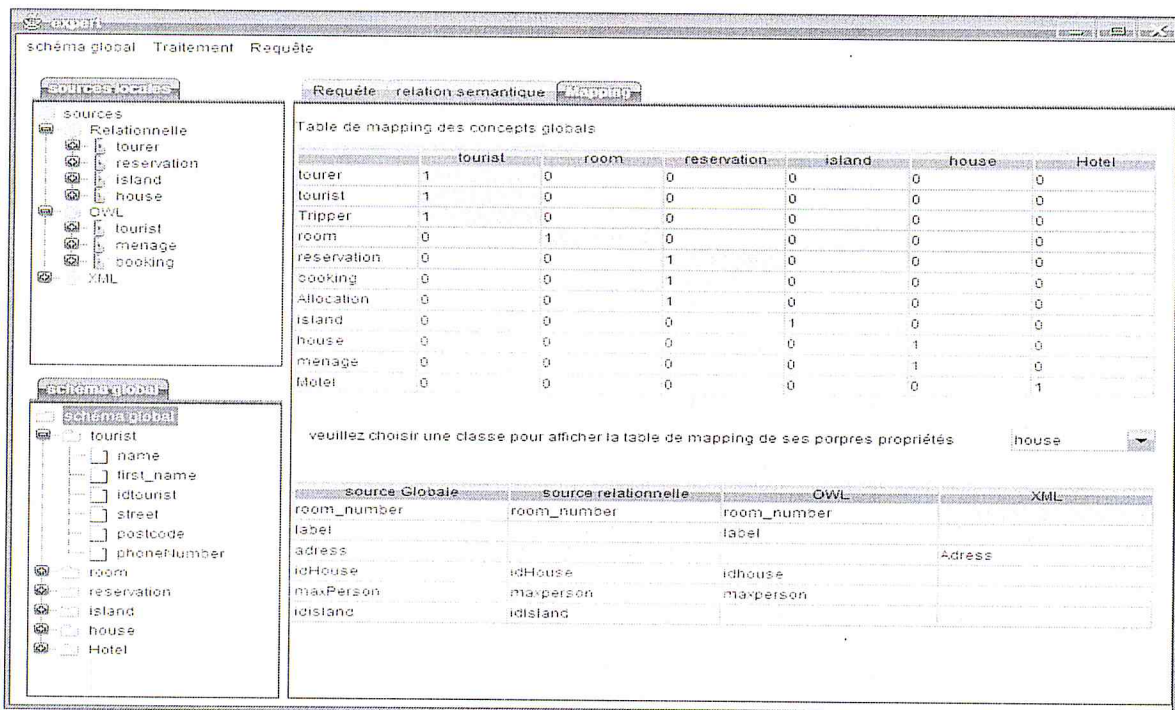 expert
schéma global Traitement Requête
sources locales
sources
Relationnelle
tourer
reservation
island
house
OWL
tourist
menage
booking
XML
schéma global
schéma global
tourist
name
first_name
idtourist
street
postcode
phoneNumber
room
reservation
island
house
Hotel
Requête relation semantique Mapping
Table de mapping des concepts globals
tourist room reservation island house Hotel
tourer 1 0 0 0 0 0
tourist 1 0 0 0 0 0
Tripper 1 0 0 0 0 0
room 0 1 0 0 0 0
reservation 0 0 1 0 0 0
booking 0 0 1 0 0 0
Allocation 0 0 1 0 0 0
island 0 0 0 1 0 0
house 0 0 0 0 1 0
menage 0 0 0 0 1 0
Motel 0 0 0 0 0 1
veuillez choisir une classe pour afficher la table de mapping de ses porpres propriétés house
source Globale source relationnelle OWL XML
room_number room_number room_number
label label
adress Adress
idHouse idHouse idhouse
maxPerson maxperson maxperson
idisland idIsland